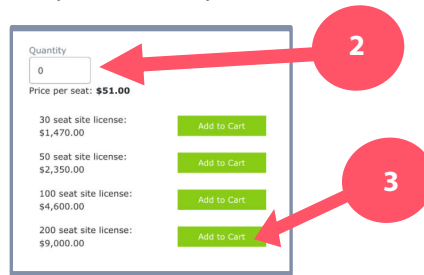 Quantity
2
0
Price per seat: $51.00
30 seat site license:
$1,470.00
Add to Cart
50 seat site license:
$2,350.00
Add to Cart
100 seat site license:
$4,600.00
Add to Cart
3
200 seat site license:
$9,000.00
Add to Cart